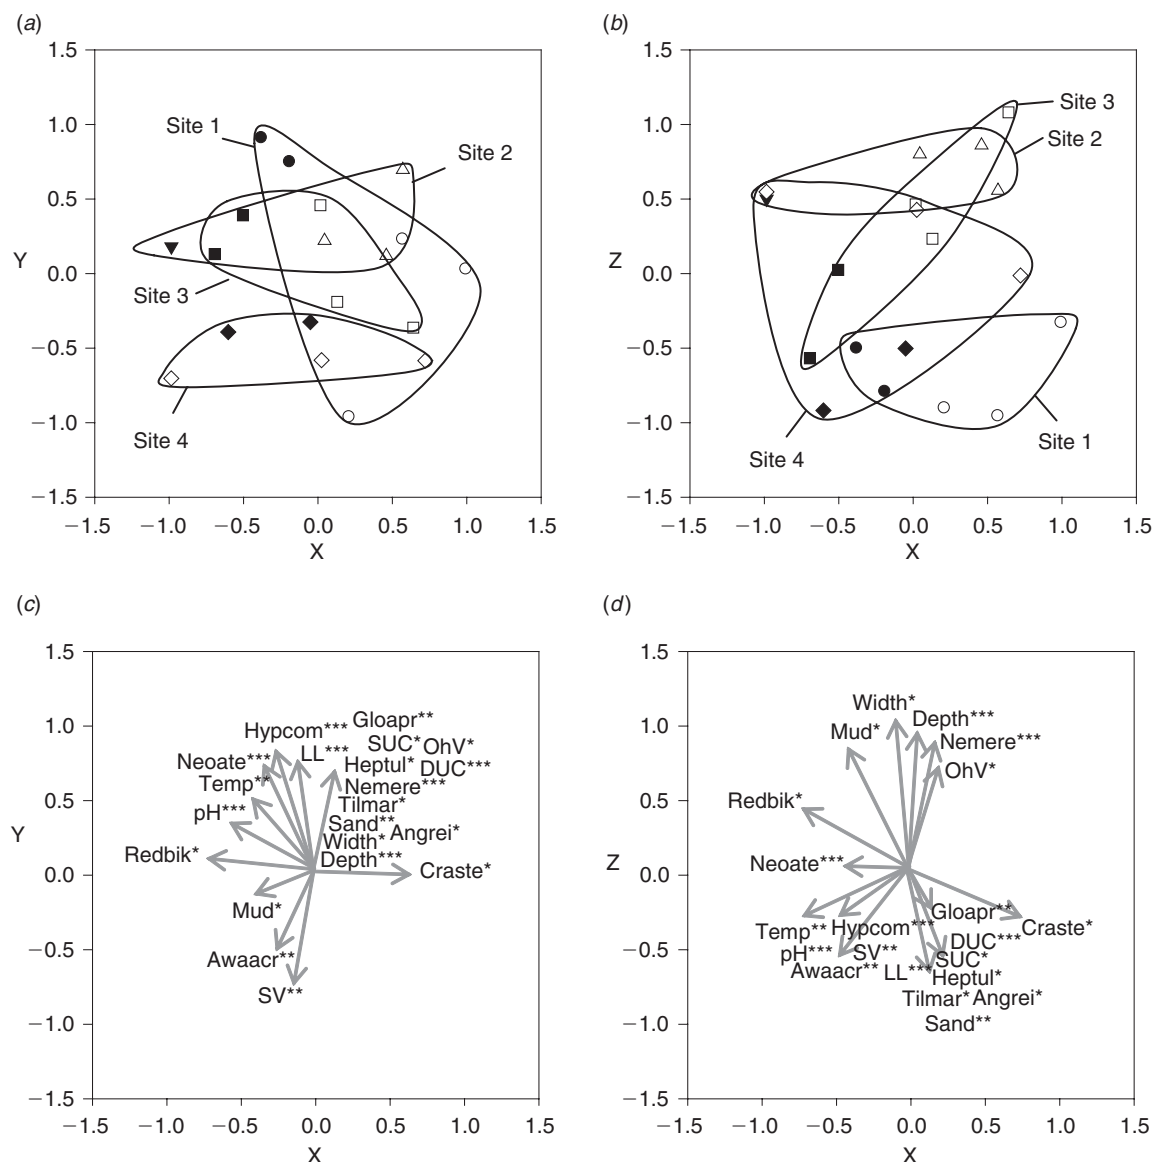 (a)
1.5
1.0
0.5
0.0
−0.5
−1.0
−1.5
Y
Site 1
Site 2
Site 3
Site 4
−1.5 −1.0 −0.5 0.0 0.5 1.0 1.5
X
(b)
1.5
1.0
0.5
0.0
−0.5
−1.0
−1.5
Z
Site 3
Site 2
Site 4
Site 1
−1.5 −1.0 −0.5 0.0 0.5 1.0 1.5
X
(c)
1.5
1.0
0.5
0.0
−0.5
−1.0
−1.5
Y
Gloapr**
Hypcom***
SUC* OhV*
LL***
Neoate***
Heptul* DUC***
Temp**
Nemere***
Tilmar*
pH***
Sand** Angrei*
Width*
Redbik*
Depth***
Craste*
Mud*
Awaacr**
SV**
−1.5 −1.0 −0.5 0.0 0.5 1.0 1.5
X
(d)
1.5
1.0
0.5
0.0
−0.5
−1.0
−1.5
Z
Width*
Depth***
Mud*
Nemere***
OhV*
Redbik*
Neoate***
Gloapr**
Temp** Hypcom*** Craste*
DUC***
pH*** SV** SUC*
Awaacr** LL*** Heptul*
Tilmar* Angrei*
Sand**
−1.5 −1.0 −0.5 0.0 0.5 1.0 1.5
X